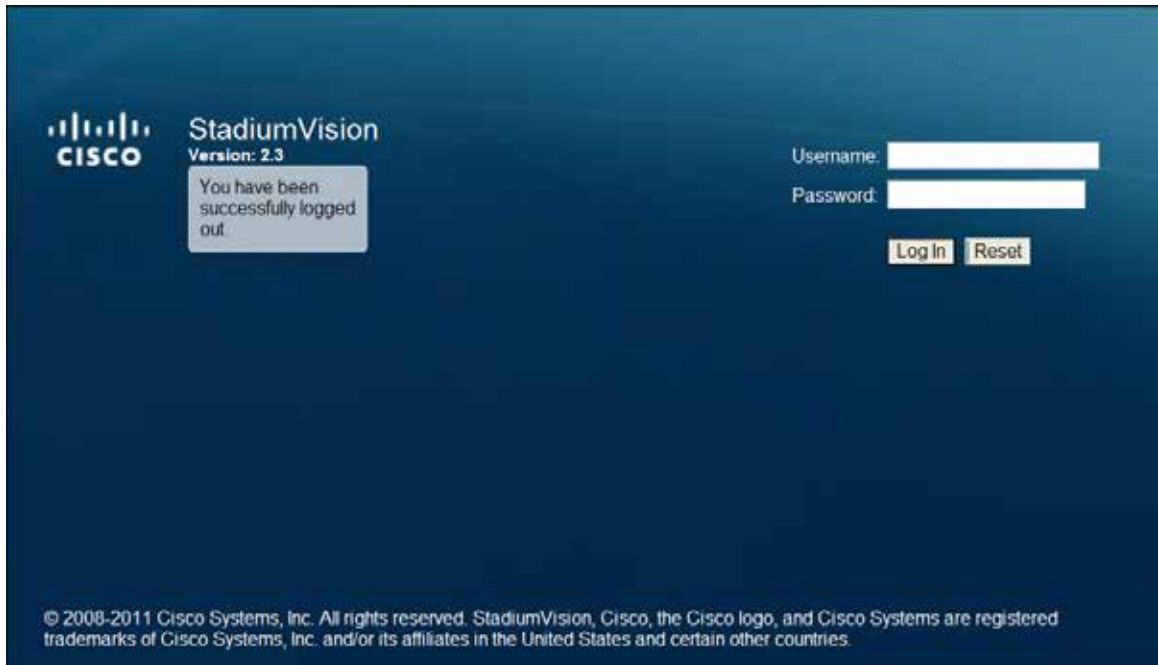 CISCO
StadiumVision
Version: 2.3
You have been
successfully logged
out.
Username:
Password:
Log In
Reset
© 2008-2011 Cisco Systems, Inc. All rights reserved. StadiumVision, Cisco, the Cisco logo, and Cisco Systems are registered
trademarks of Cisco Systems, Inc. and/or its affiliates in the United States and certain other countries.